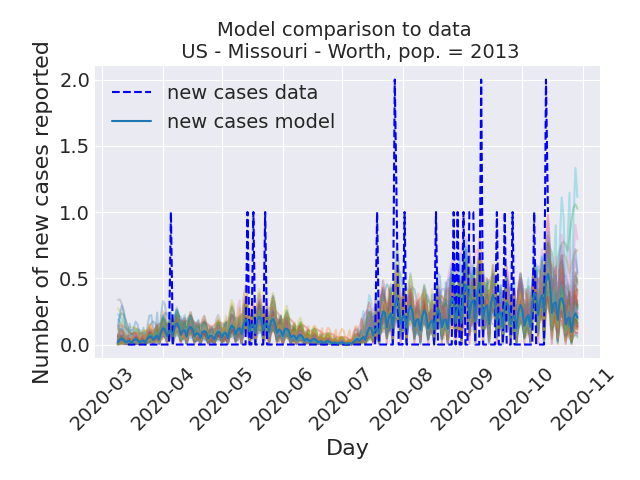 Model comparison to data
US - Missouri - Worth, pop. = 2013
Number of new cases reported
2.0
1.5
1.0
0.5
0.0
new cases data
new cases model
2020-03
2020-04
2020-05
2020-06
2020-07
2020-08
2020-09
2020-10
2020-11
Day